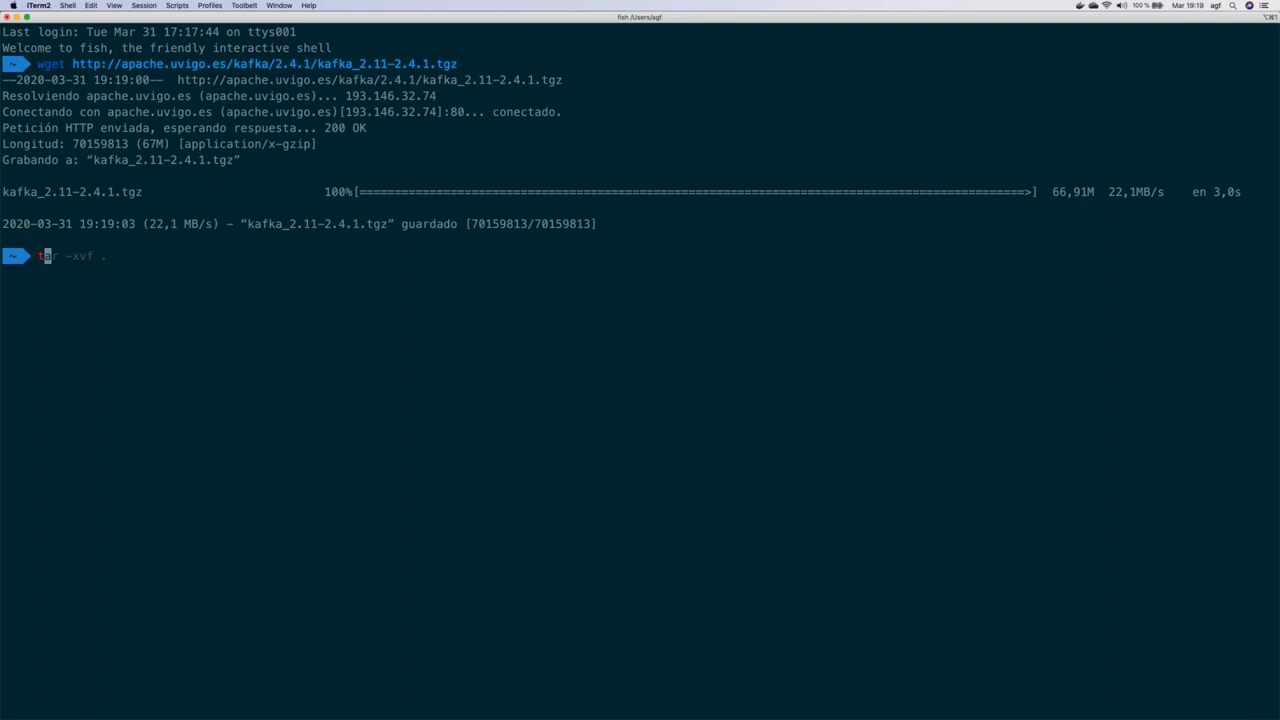 iTerm2 Shell Edit View Session Scripts Profiles Toolbelt Window Help 100 % Mar 19:19 agf
fish /Users/agf
⌥⌘1
Last login: Tue Mar 31 17:17:44 on ttys001
Welcome to fish, the friendly interactive shell
~ wget http://apache.uvigo.es/kafka/2.4.1/kafka_2.11-2.4.1.tgz
--2020-03-31 19:19:00-- http://apache.uvigo.es/kafka/2.4.1/kafka_2.11-2.4.1.tgz
Resolviendo apache.uvigo.es (apache.uvigo.es)... 193.146.32.74
Conectando con apache.uvigo.es (apache.uvigo.es)[193.146.32.74]:80... conectado.
Petición HTTP enviada, esperando respuesta... 200 OK
Longitud: 70159813 (67M) [application/x-gzip]
Grabando a: “kafka_2.11-2.4.1.tgz”
kafka_2.11-2.4.1.tgz 100%[===============================================================================================>] 66,91M 22,1MB/s en 3,0s
2020-03-31 19:19:03 (22,1 MB/s) - “kafka_2.11-2.4.1.tgz” guardado [70159813/70159813]
~ tar -xvf .